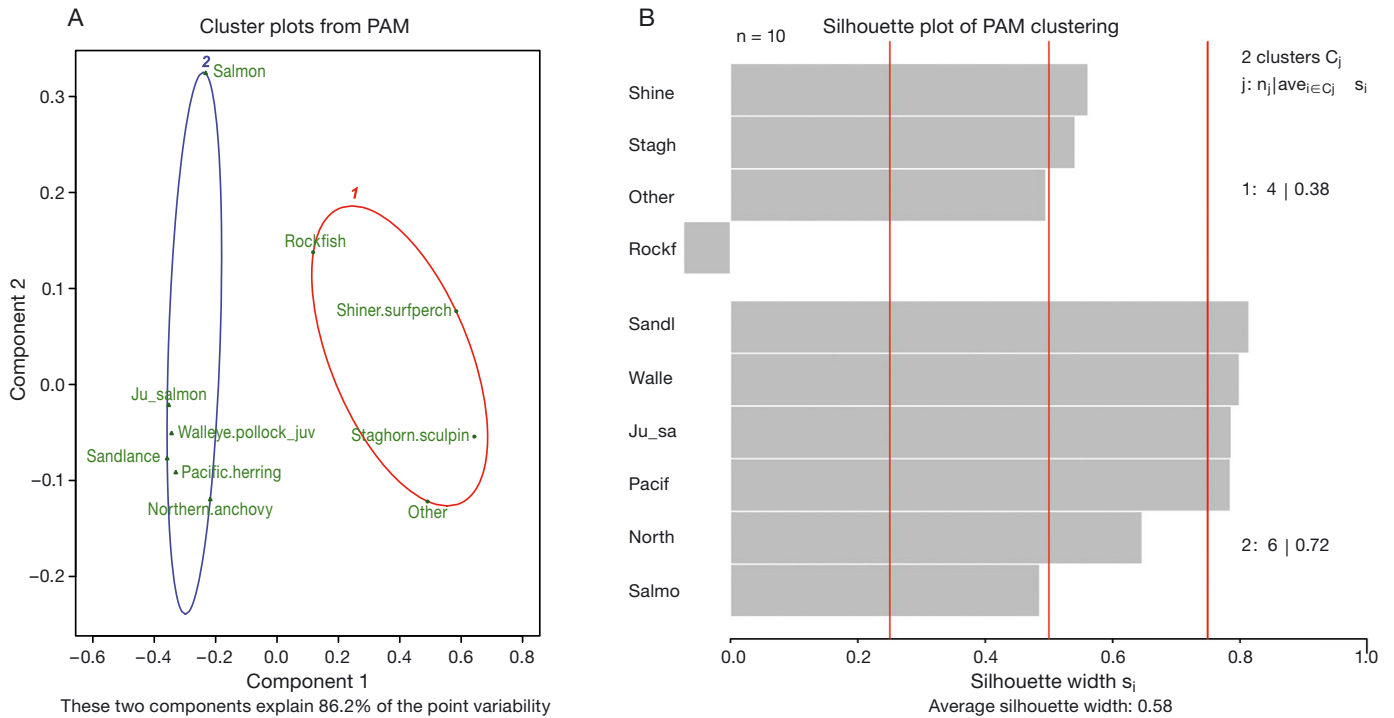 A
Cluster plots from PAM
2
Salmon
1
Rockfish
Shiner.surfperch
Ju_salmon
Walleye.pollock_juv
Staghorn.sculpin
Sandlance
Pacific.herring
Northern.anchovy
Other
0.3
0.2
0.1
0.0
−0.1
−0.2
Component 2
−0.6 −0.4 −0.2 0.0 0.2 0.4 0.6 0.8
Component 1
These two components explain 86.2% of the point variability
B
Silhouette plot of PAM clustering
n = 10
2 clusters Cj
j: nj|avei∈Cj si
Shine
Stagh
Other
1: 4 | 0.38
Rockf
Sandl
Walle
Ju_sa
Pacif
North
2: 6 | 0.72
Salmo
0.0 0.2 0.4 0.6 0.8 1.0
Silhouette width si
Average silhouette width: 0.58